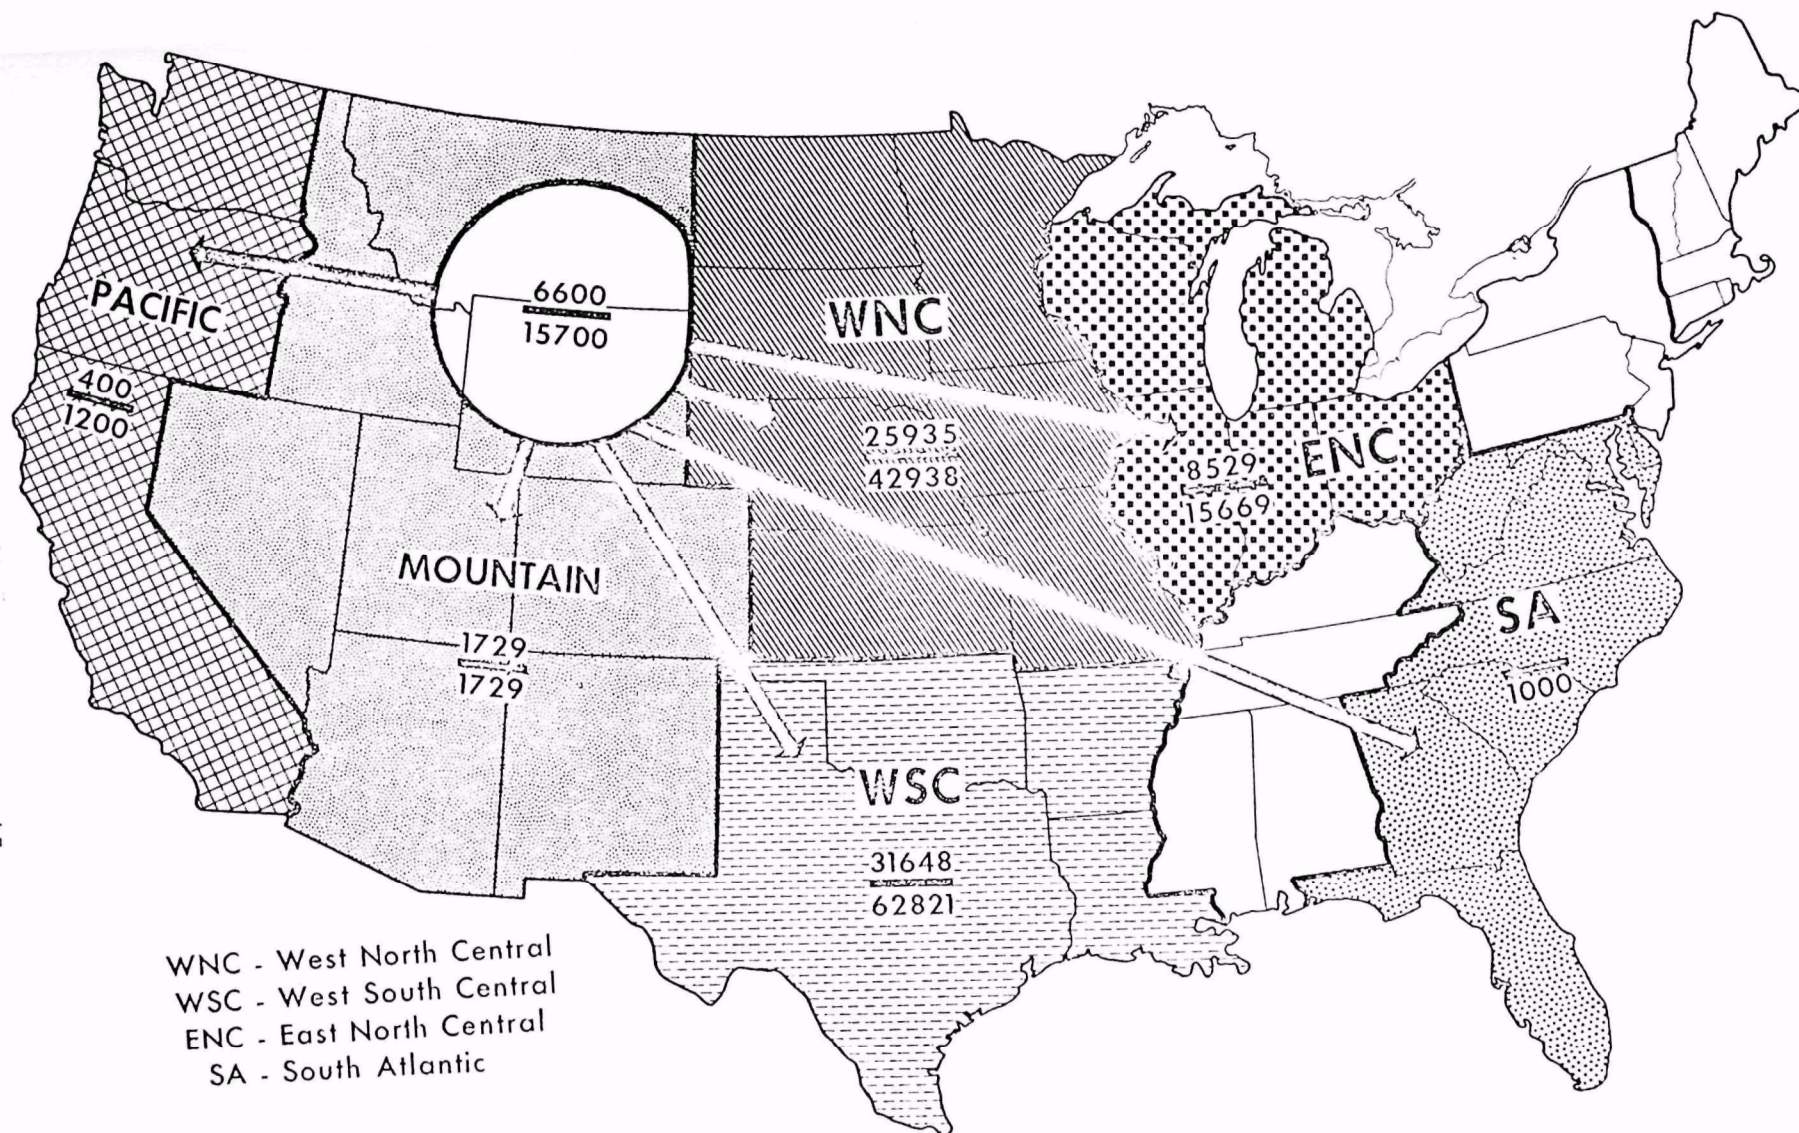 6600
15700
PACIFIC
WNC
400
1200
25935
42938
8529
15669
ENC
MOUNTAIN
1729
1729
SA
1000
WSC
31648
62821
WNC - West North Central
WSC - West South Central
ENC - East North Central
SA - South Atlantic